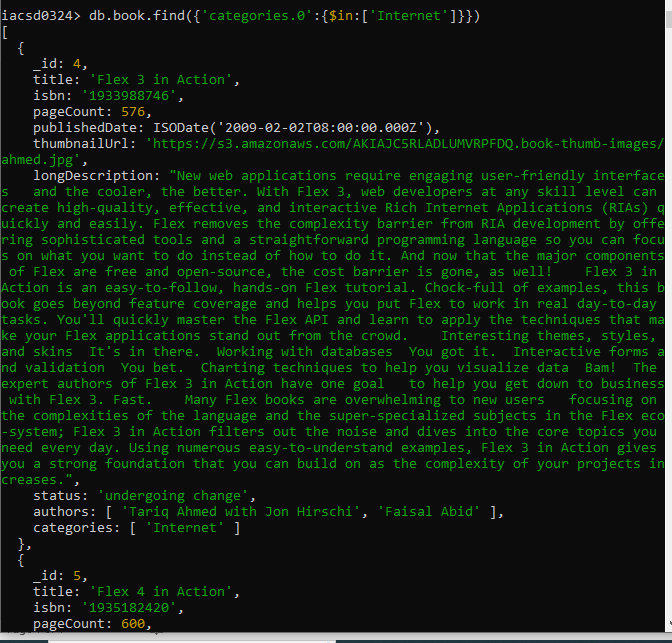 iacsd0324> db.book.find({'categories.0':{$in:['Internet']}})
[
{
_id: 4,
title: 'Flex 3 in Action',
isbn: '1933988746',
pageCount: 576,
publishedDate: ISODate('2009-02-02T08:00:00.000Z'),
thumbnailUrl: 'https://s3.amazonaws.com/AKIAJC5RLADLUMVRPFDQ.book-thumb-images/
ahmed.jpg',
longDescription: "New web applications require engaging user-friendly interface
s   and the cooler, the better. With Flex 3, web developers at any skill level can
create high-quality, effective, and interactive Rich Internet Applications (RIAs) q
uickly and easily. Flex removes the complexity barrier from RIA development by offe
ring sophisticated tools and a straightforward programming language so you can focu
s on what you want to do instead of how to do it. And now that the major components
of Flex are free and open-source, the cost barrier is gone, as well!    Flex 3 in
Action is an easy-to-follow, hands-on Flex tutorial. Chock-full of examples, this b
ook goes beyond feature coverage and helps you put Flex to work in real day-to-day
tasks. You'll quickly master the Flex API and learn to apply the techniques that ma
ke your Flex applications stand out from the crowd.    Interesting themes, styles,
and skins  It's in there.  Working with databases  You got it.  Interactive forms a
nd validation  You bet.  Charting techniques to help you visualize data  Bam!  The
expert authors of Flex 3 in Action have one goal   to help you get down to business
with Flex 3. Fast.    Many Flex books are overwhelming to new users   focusing on
the complexities of the language and the super-specialized subjects in the Flex eco
-system; Flex 3 in Action filters out the noise and dives into the core topics you
need every day. Using numerous easy-to-understand examples, Flex 3 in Action gives
you a strong foundation that you can build on as the complexity of your projects in
creases.",
status: 'undergoing change',
authors: [ 'Tariq Ahmed with Jon Hirschi', 'Faisal Abid' ],
categories: [ 'Internet' ]
},
{
_id: 5,
title: 'Flex 4 in Action',
isbn: '1935182420',
pageCount: 600,